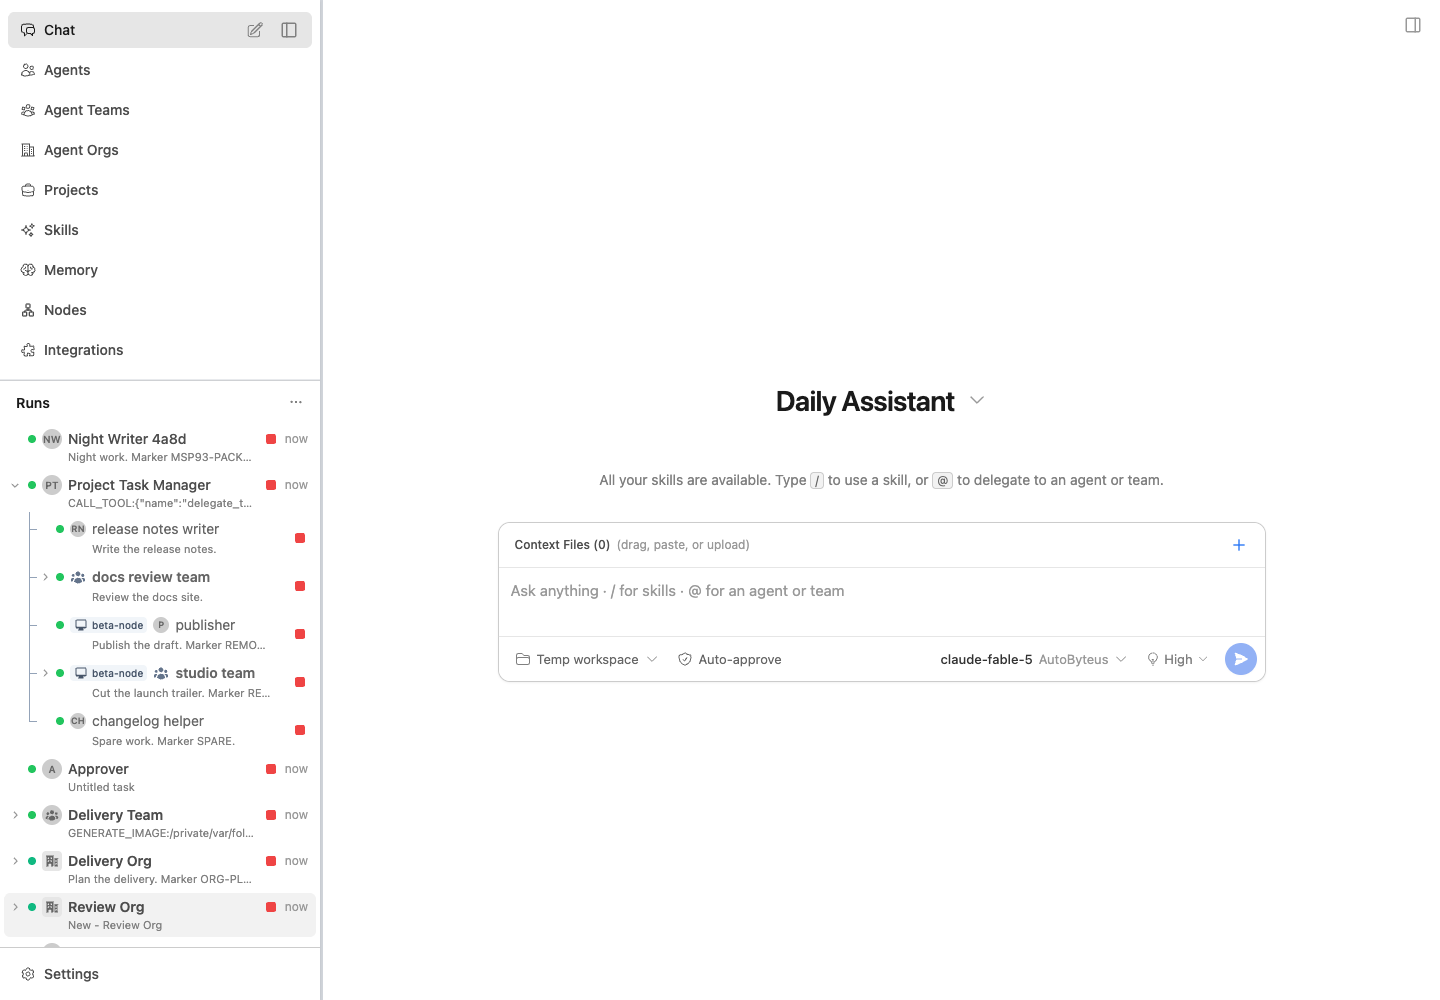 Chat
Agents
Agent Teams
Agent Orgs
Projects
Skills
Memory
Nodes
Integrations
Runs
NW Night Writer 4a8d now
Night work. Marker MSP93-PACK...
PT Project Task Manager now
CALL_TOOL:{"name":"delegate_t...
RN release notes writer
Write the release notes.
docs review team
Review the docs site.
beta-node P publisher
Publish the draft. Marker REMO...
beta-node studio team
Cut the launch trailer. Marker RE...
CH changelog helper
Spare work. Marker SPARE.
A Approver now
Untitled task
Delivery Team now
GENERATE_IMAGE:/private/var/fol...
Delivery Org now
Plan the delivery. Marker ORG-PL...
Review Org now
New - Review Org
Settings
Daily Assistant
All your skills are available. Type / to use a skill, or @ to delegate to an agent or team.
Context Files (0) (drag, paste, or upload)
Ask anything · / for skills · @ for an agent or team
Temp workspace Auto-approve claude-fable-5 AutoByteus High